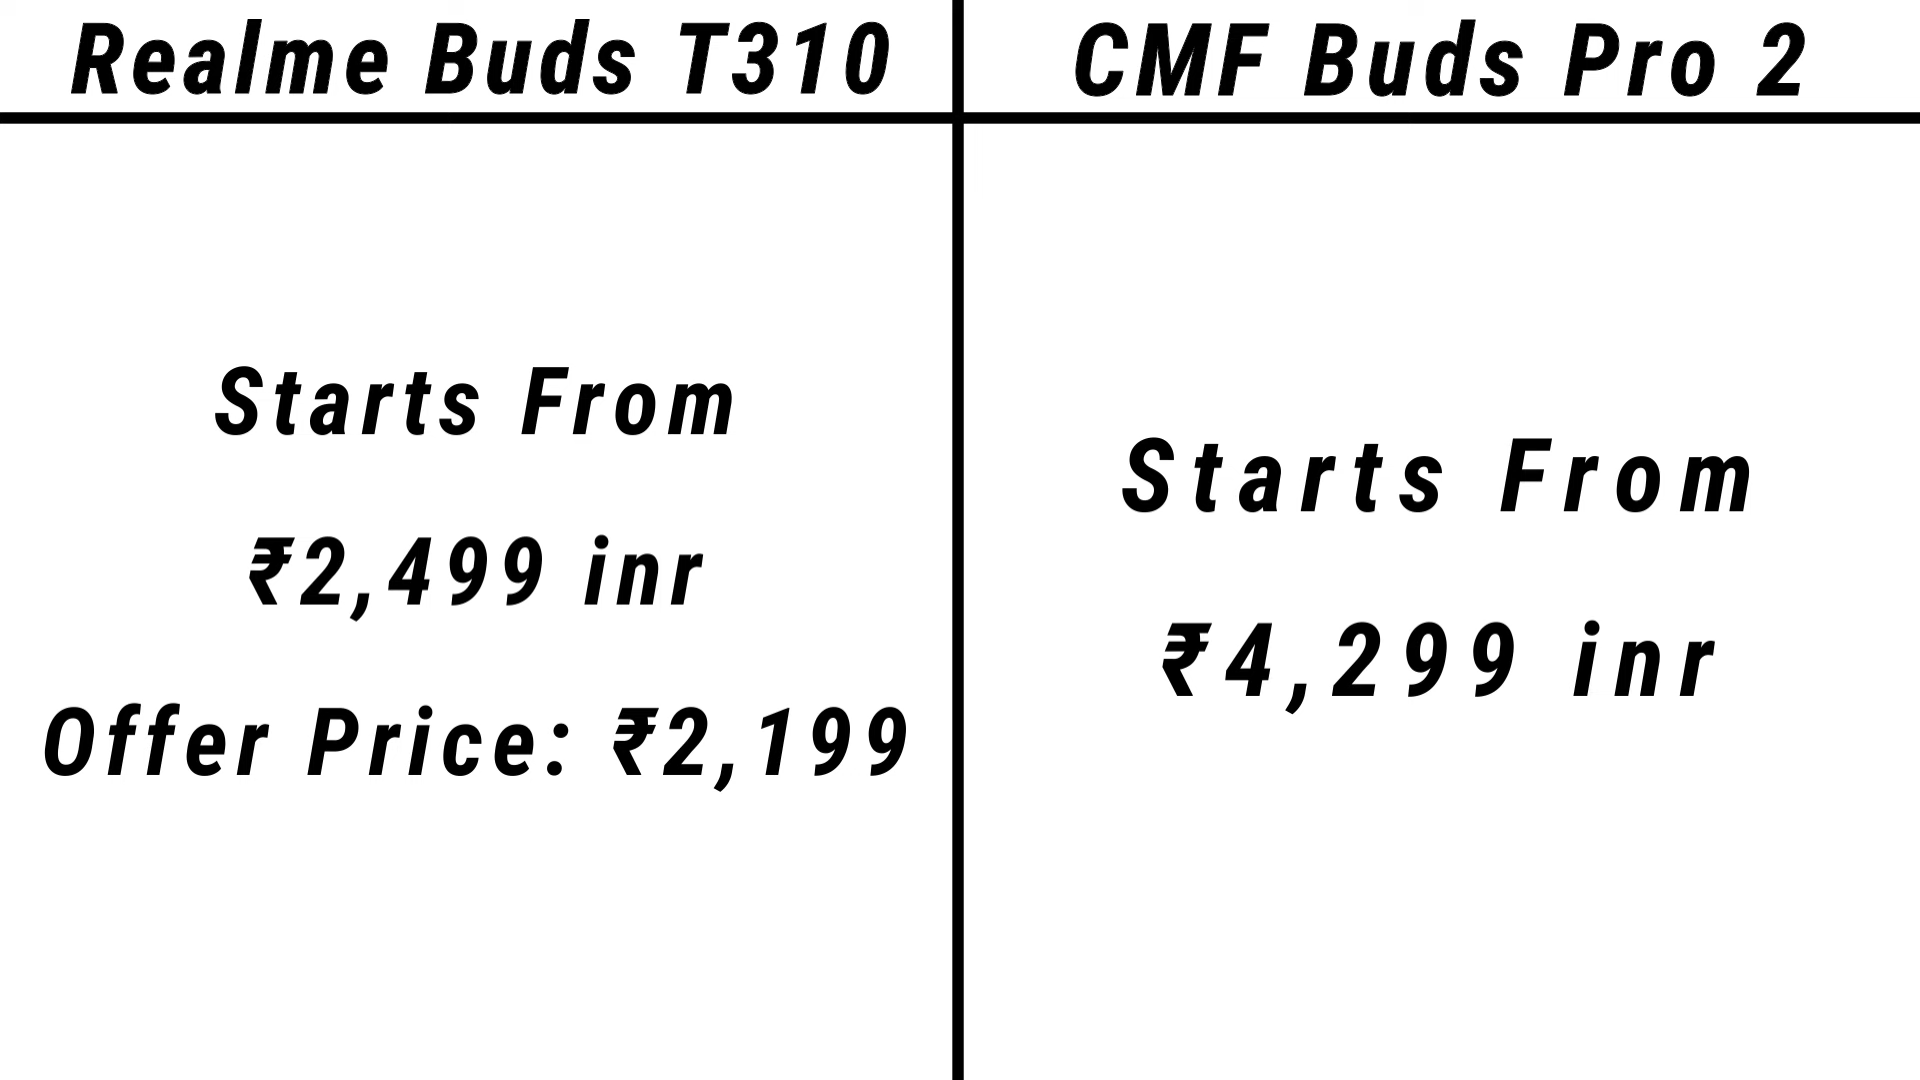 Realme Buds T310
CMF Buds Pro 2
Starts From
₹2,499 inr
Offer Price: ₹2,199
Starts From
₹4,299 inr